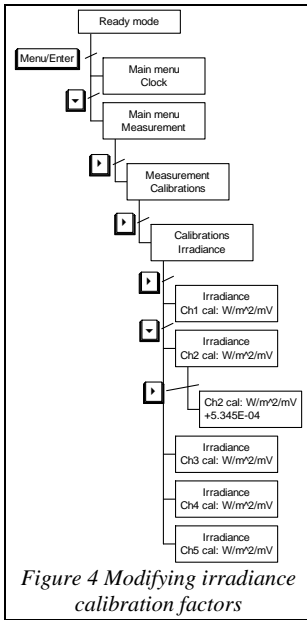 Ready mode
Menu/Enter
Main menu
Clock
Main menu
Measurement
Measurement
Calibrations
Calibrations
Irradiance
Irradiance
Ch1 cal: W/m^2/mV
Irradiance
Ch2 cal: W/m^2/mV
Ch2 cal: W/m^2/mV
+5.345E-04
Irradiance
Ch3 cal: W/m^2/mV
Irradiance
Ch4 cal: W/m^2/mV
Irradiance
Ch5 cal: W/m^2/mV
Figure 4 Modifying irradiance
calibration factors